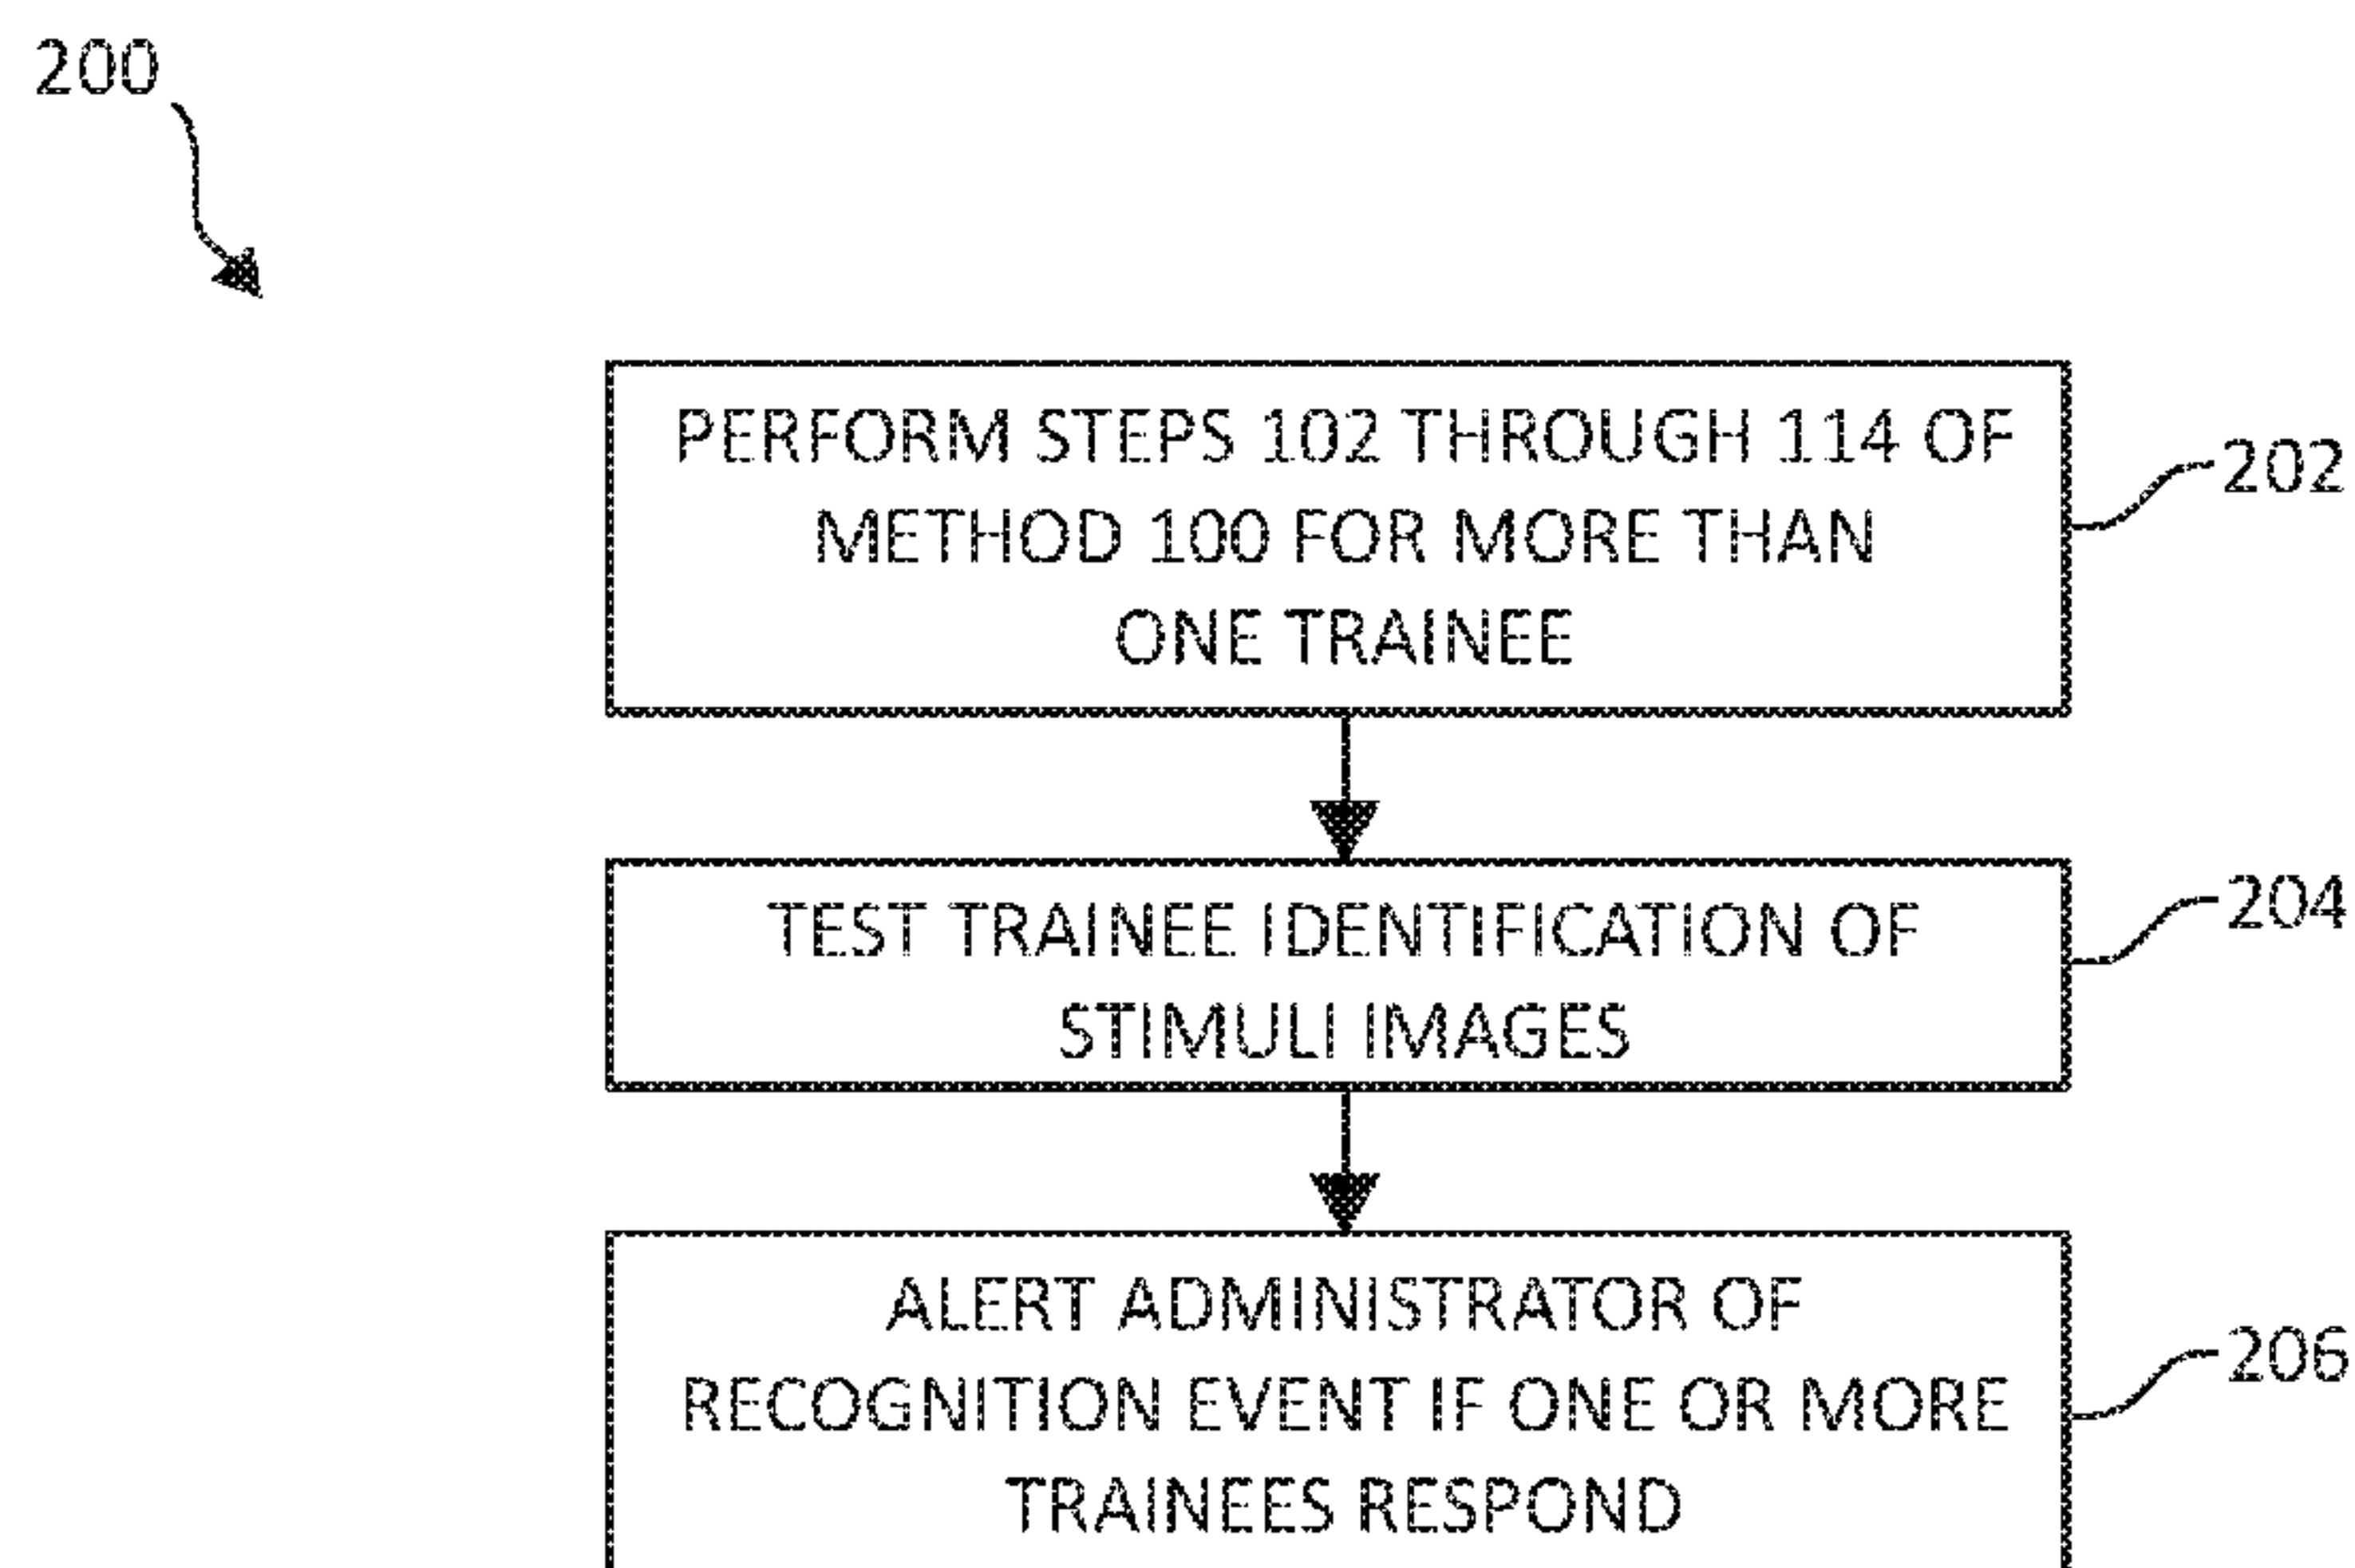 200
PERFORM STEPS 102 THROUGH 114 OF
METHOD 100 FOR MORE THAN
ONE TRAINEE
202
TEST TRAINEE IDENTIFICATION OF
STIMULI IMAGES
204
ALERT ADMINISTRATOR OF
RECOGNITION EVENT IF ONE OR MORE
TRAINEES RESPOND
206